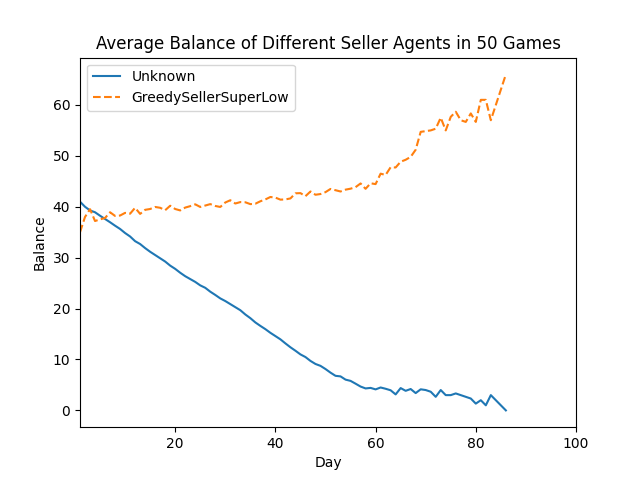 Average Balance of Different Seller Agents in 50 Games
Unknown
GreedySellerSuperLow
60
50
40
30
20
10
0
Balance
20 40 60 80 100
Day